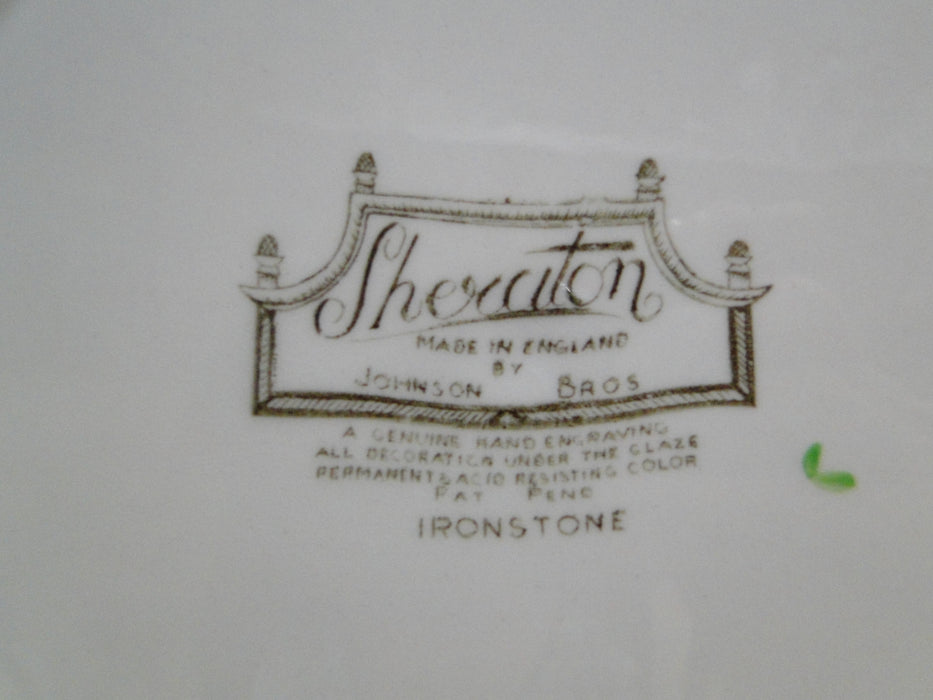 Sheraton
MADE IN ENGLAND
BY
JOHNSON BROS
A GENUINE HAND ENGRAVING
ALL DECORATION UNDER THE GLAZE
PERMANENT & ACID RESISTING COLOR
PAT PEND
IRONSTONE